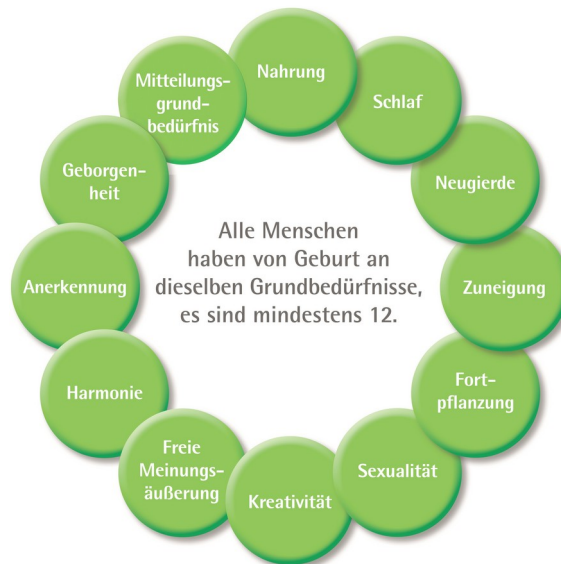 Nahrung
Schlaf
Neugierde
Zuneigung
Fort-
pflanzung
Sexualität
Kreativität
Freie
Meinungs-
äußerung
Harmonie
Anerkennung
Geborgen-
heit
Mitteilungs-
grund-
bedürfnis
Alle Menschen
haben von Geburt an
dieselben Grundbedürfnisse,
es sind mindestens 12.